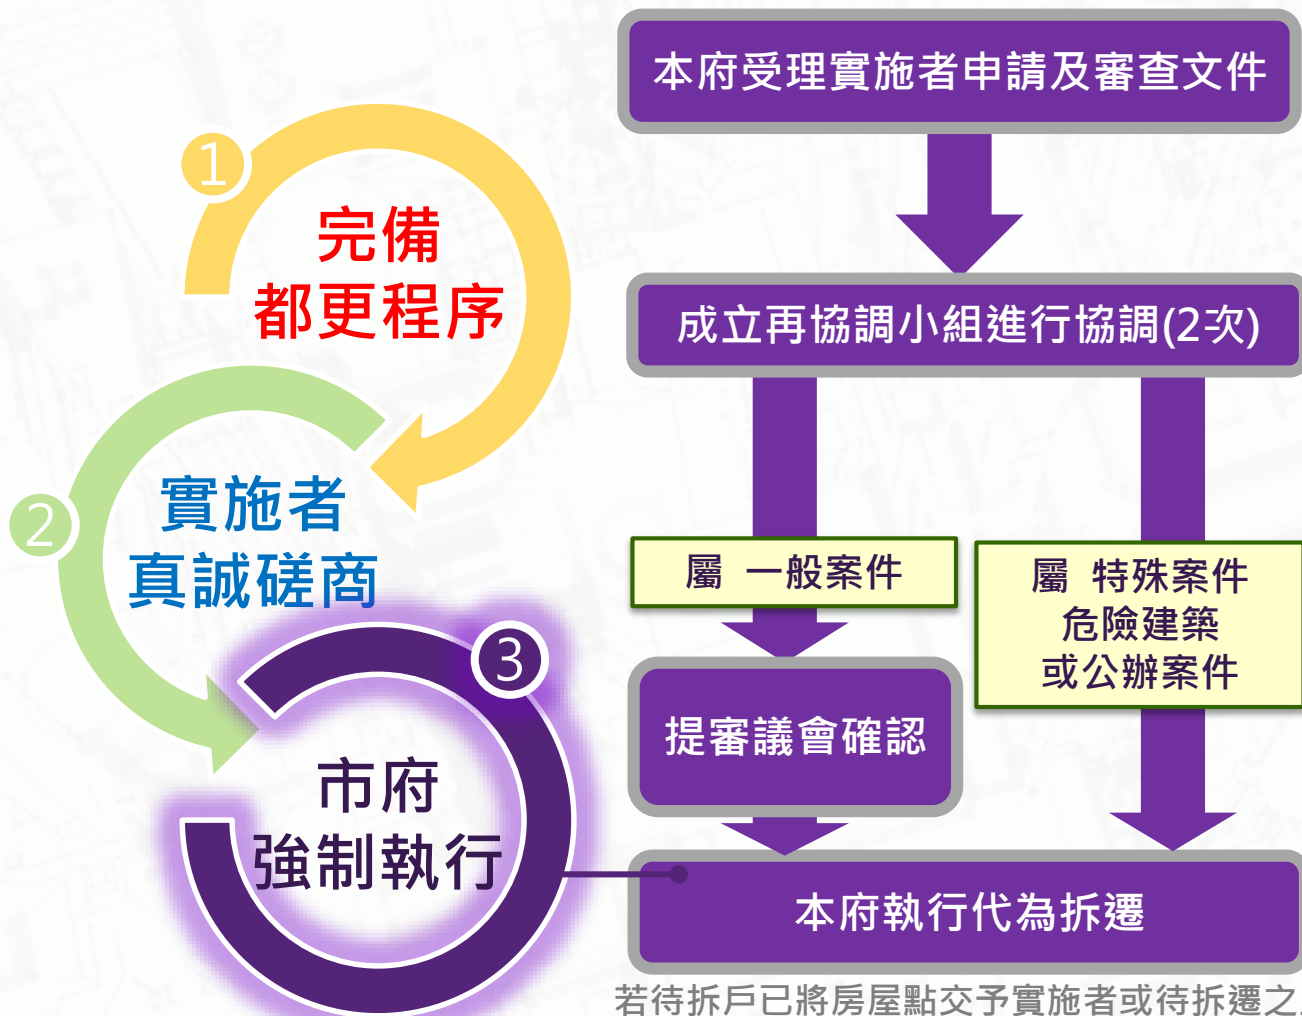 1
完備
都更程序
2
實施者
真誠磋商
3
市府
強制執行
本府受理實施者申請及審查文件
成立再協調小組進行協調(2次)
屬 一般案件
屬 特殊案件
危險建築
或公辦案件
提審議會確認
本府執行代為拆遷
若待拆戶已將房屋點交予實施者或待拆遷之